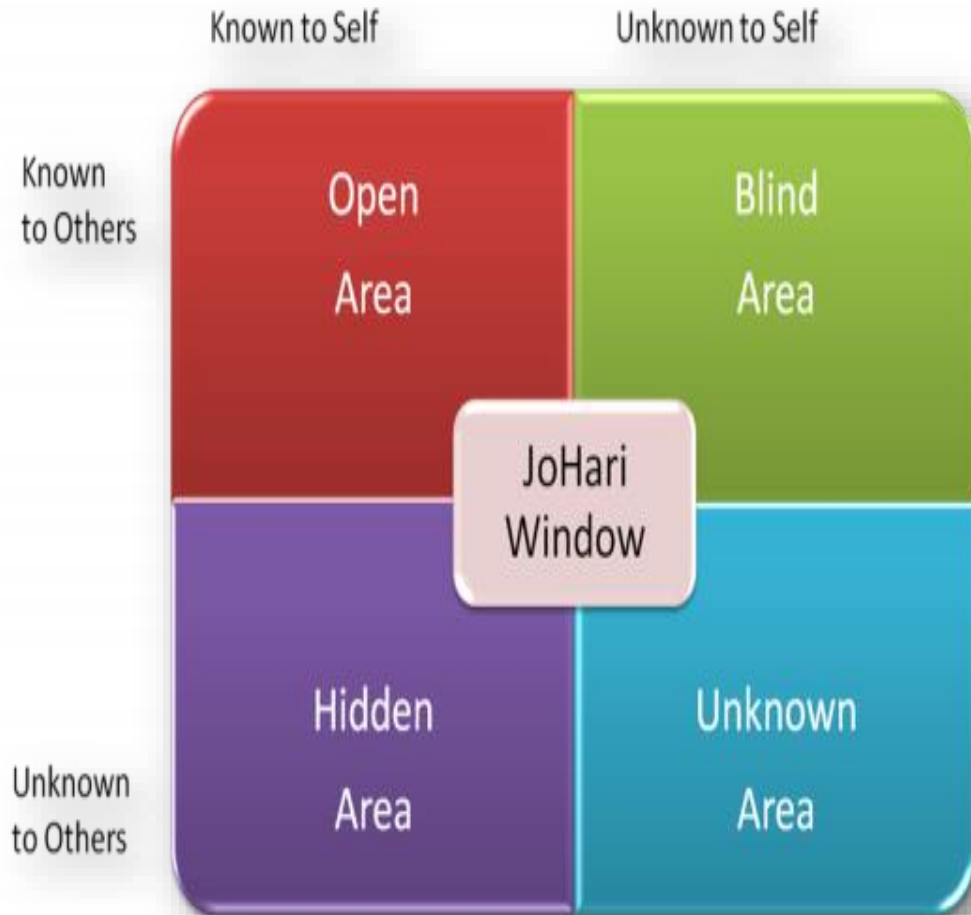 Known to Self
Unknown to Self
Known
to Others
Open
Area
Blind
Area
JoHari
Window
Unknown
to Others
Hidden
Area
Unknown
Area